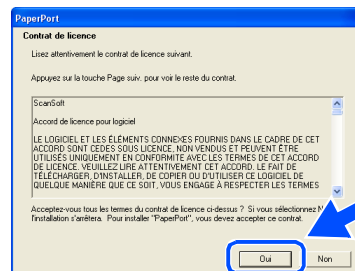 PaperPort
Contrat de licence
Lisez attentivement le contrat de licence suivant.
Appuyez sur la touche Page suiv. pour voir le reste du contrat.
ScanSoft
Accord de licence pour logiciel
LE LOGICIEL ET LES ÉLÉMENTS CONNEXES FOURNIS DANS LE CADRE DE CET
ACCORD SONT CEDES SOUS LICENCE, NON VENDUS ET PEUVENT ÊTRE
UTILISÉS UNIQUEMENT EN CONFORMITE AVEC LES TERMES DE CET ACCORD
DE LICENCE. VEUILLEZ LIRE ATTENTIVEMENT CET ACCORD. LE FAIT DE
TÉLÉCHARGER, D'INSTALLER, DE COPIER OU D'UTILISER CE LOGICIEL DE
QUELQUE MANIÈRE QUE CE SOIT, VOUS ENGAGE À RESPECTER LES TERMES
Acceptez-vous tous les termes du contrat de licence ci-dessus ? Si vous sélectionnez N
l'installation s'arrêtera. Pour installer "PaperPort", vous devez accepter ce contrat.
Oui Non